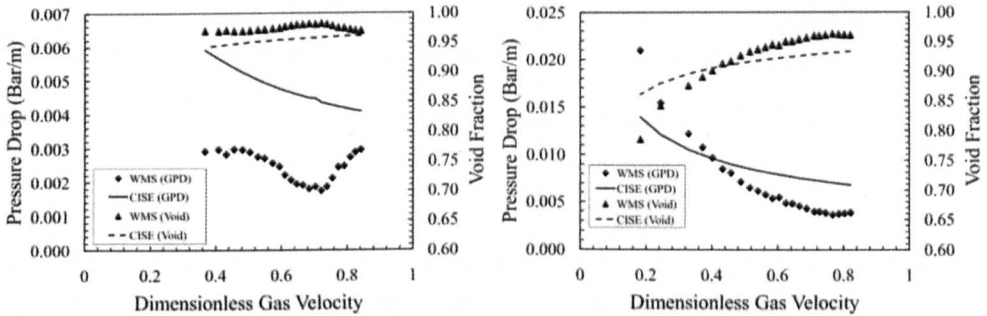 Pressure Drop (Bar/m)
0.007
0.006
0.005
0.004
0.003
0.002
0.001
0.000
WMS (GPD)
CISE (GPD)
WMS (Void)
CISE (Void)
1.00
0.95
0.90
0.85
0.80
0.75
0.70
0.65
0.60
Void Fraction
0 0.2 0.4 0.6 0.8 1
Dimensionless Gas Velocity
Pressure Drop (Bar/m)
0.025
0.020
0.015
0.010
0.005
0.000
WMS (GPD)
CISE (GPD)
WMS (Void)
CISE (Void)
1.00
0.95
0.90
0.85
0.80
0.75
0.70
0.65
0.60
Void Fraction
0 0.2 0.4 0.6 0.8 1
Dimensionless Gas Velocity